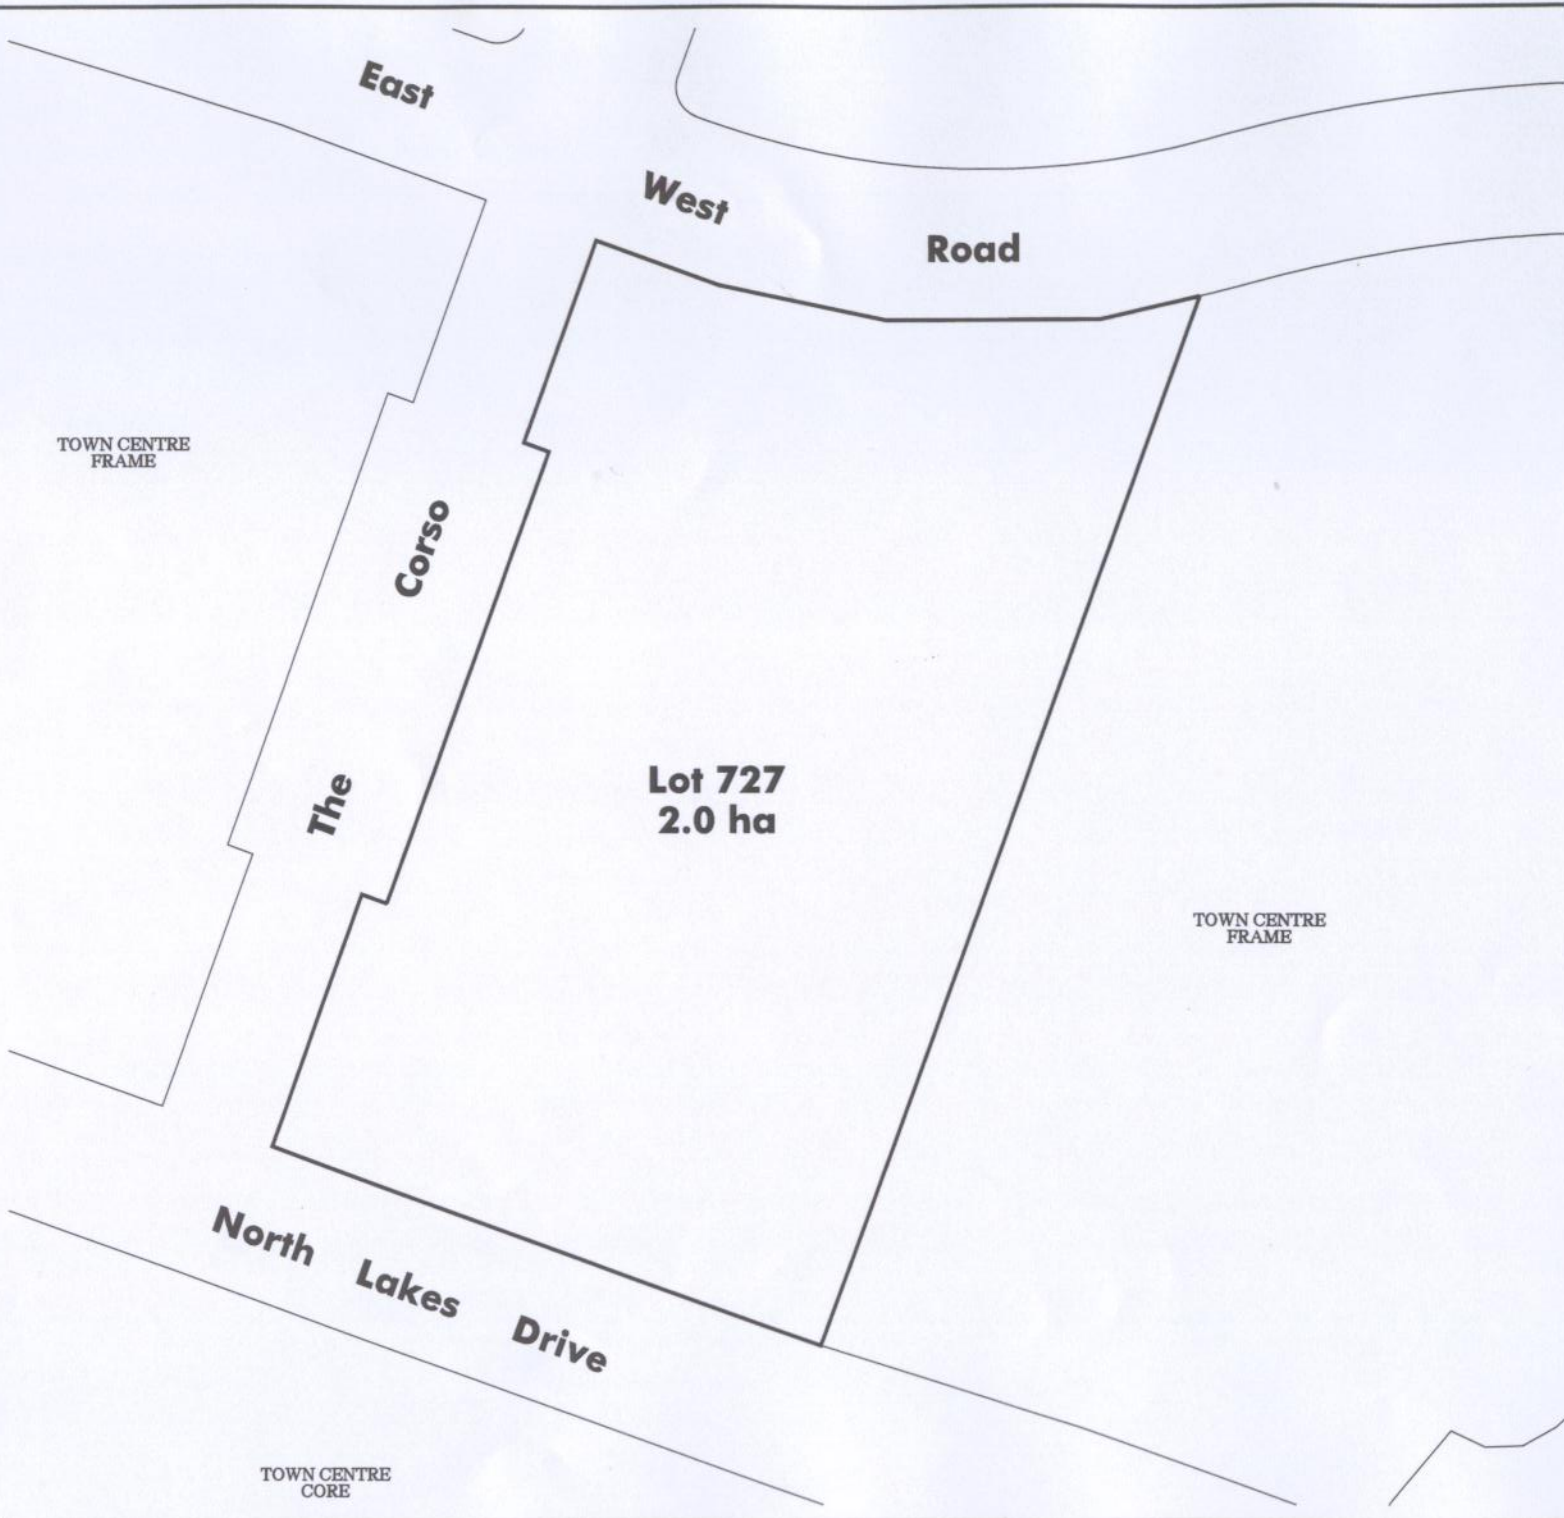 East
West
Road
TOWN CENTRE
FRAME
The Corso
Lot 727
2.0 ha
TOWN CENTRE
FRAME
North Lakes Drive
TOWN CENTRE
CORE